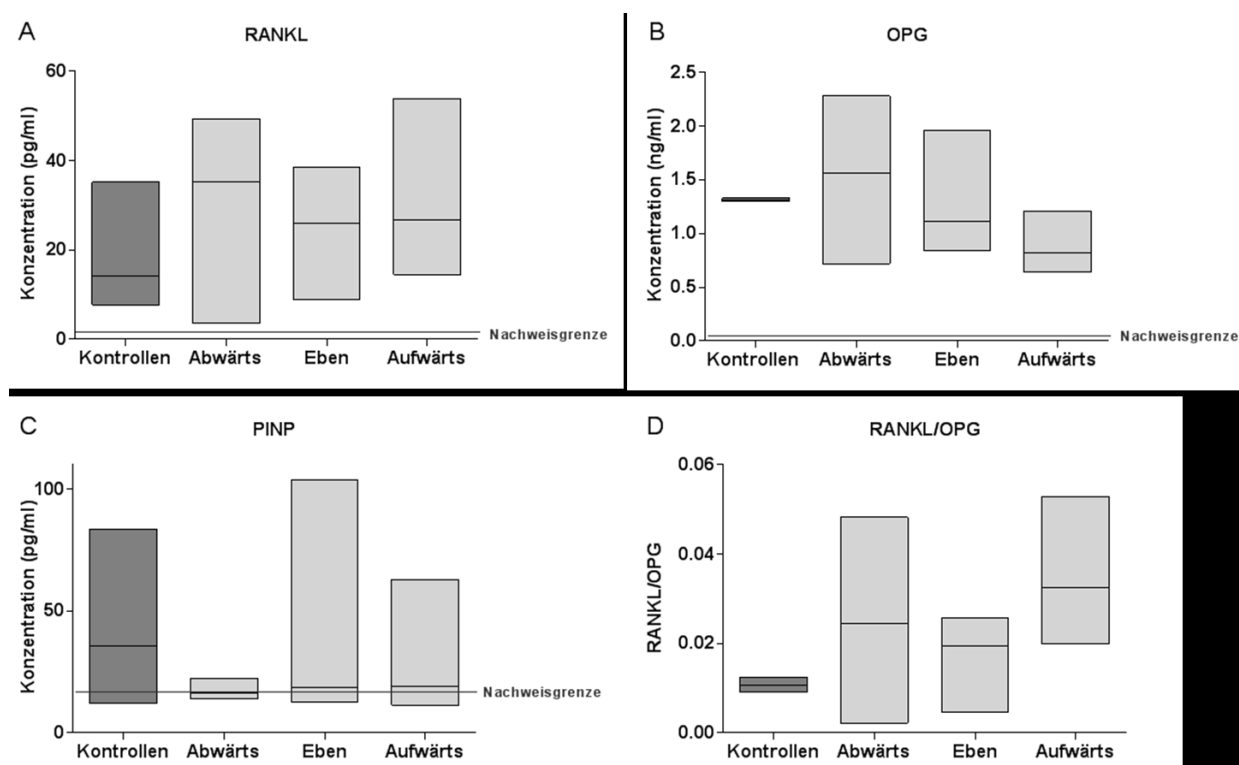 A
RANKL
Konzentration (pg/ml)
60
40
20
0
Nachweisgrenze
Kontrollen Abwärts Eben Aufwärts
B
OPG
Konzentration (ng/ml)
2.5
2.0
1.5
1.0
0.5
0.0
Nachweisgrenze
Kontrollen Abwärts Eben Aufwärts
C
PINP
Konzentration (pg/ml)
100
50
0
Nachweisgrenze
Kontrollen Abwärts Eben Aufwärts
D
RANKL/OPG
RANKL/OPG
0.06
0.04
0.02
0.00
Kontrollen Abwärts Eben Aufwärts